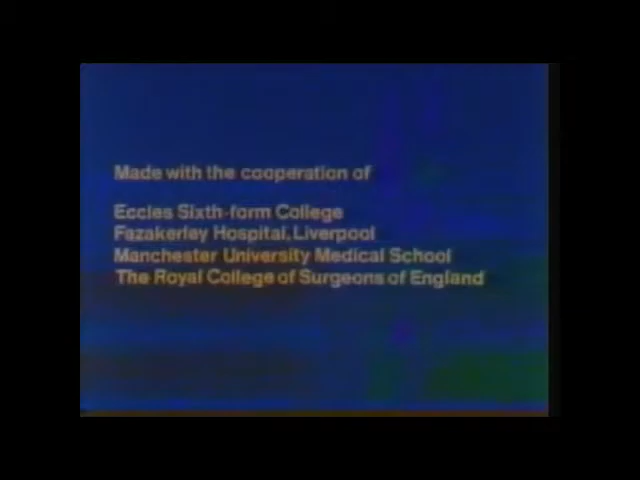 Made with the cooperation of
Eccles Sixth-form College
Fazakerley Hospital, Liverpool
Manchester University Medical School
The Royal College of Surgeons of England